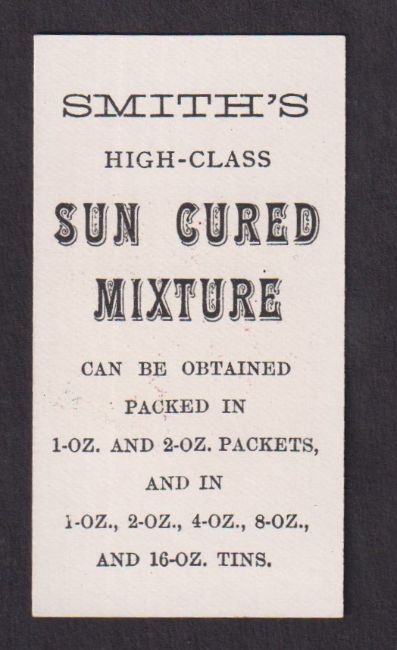 SMITH'S
HIGH-CLASS
SUN CURED
MIXTURE
CAN BE OBTAINED
PACKED IN
1-OZ. AND 2-OZ. PACKETS,
AND IN
1-OZ., 2-OZ., 4-OZ., 8-OZ.,
AND 16-OZ. TINS.